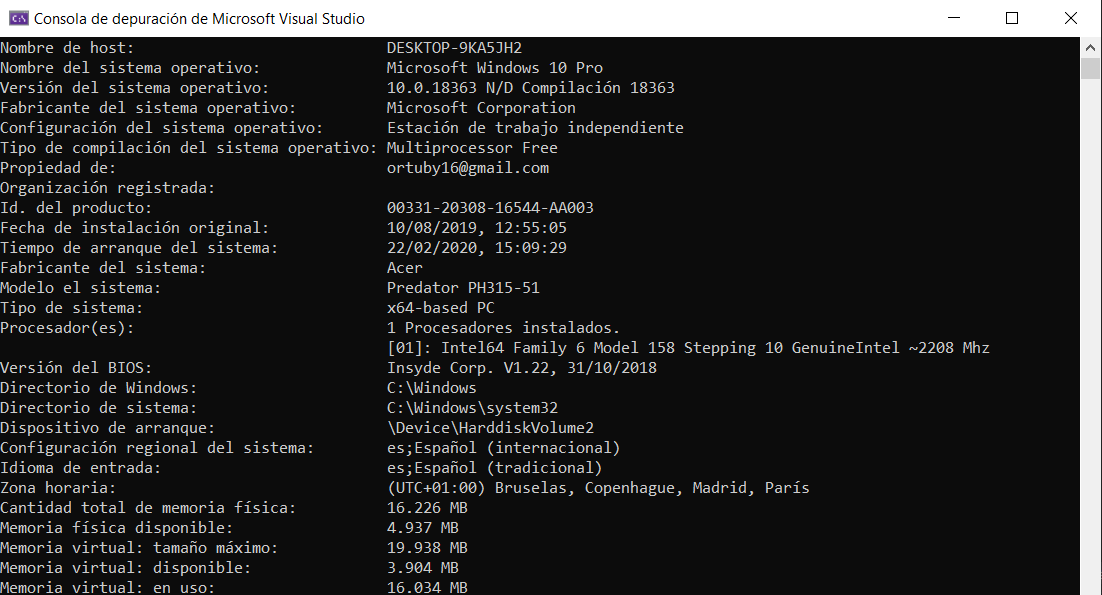 Consola de depuración de Microsoft Visual Studio
Nombre de host: DESKTOP-9KA5JH2
Nombre del sistema operativo: Microsoft Windows 10 Pro
Versión del sistema operativo: 10.0.18363 N/D Compilación 18363
Fabricante del sistema operativo: Microsoft Corporation
Configuración del sistema operativo: Estación de trabajo independiente
Tipo de compilación del sistema operativo: Multiprocessor Free
Propiedad de: ortuby16@gmail.com
Organización registrada:
Id. del producto: 00331-20308-16544-AA003
Fecha de instalación original: 10/08/2019, 12:55:05
Tiempo de arranque del sistema: 22/02/2020, 15:09:29
Fabricante del sistema: Acer
Modelo el sistema: Predator PH315-51
Tipo de sistema: x64-based PC
Procesador(es): 1 Procesadores instalados.
[01]: Intel64 Family 6 Model 158 Stepping 10 GenuineIntel ~2208 Mhz
Versión del BIOS: Insyde Corp. V1.22, 31/10/2018
Directorio de Windows: C:\Windows
Directorio de sistema: C:\Windows\system32
Dispositivo de arranque: \Device\HarddiskVolume2
Configuración regional del sistema: es;Español (internacional)
Idioma de entrada: es;Español (tradicional)
Zona horaria: (UTC+01:00) Bruselas, Copenhague, Madrid, París
Cantidad total de memoria física: 16.226 MB
Memoria física disponible: 4.937 MB
Memoria virtual: tamaño máximo: 19.938 MB
Memoria virtual: disponible: 3.904 MB
Memoria virtual: en uso: 16.034 MB